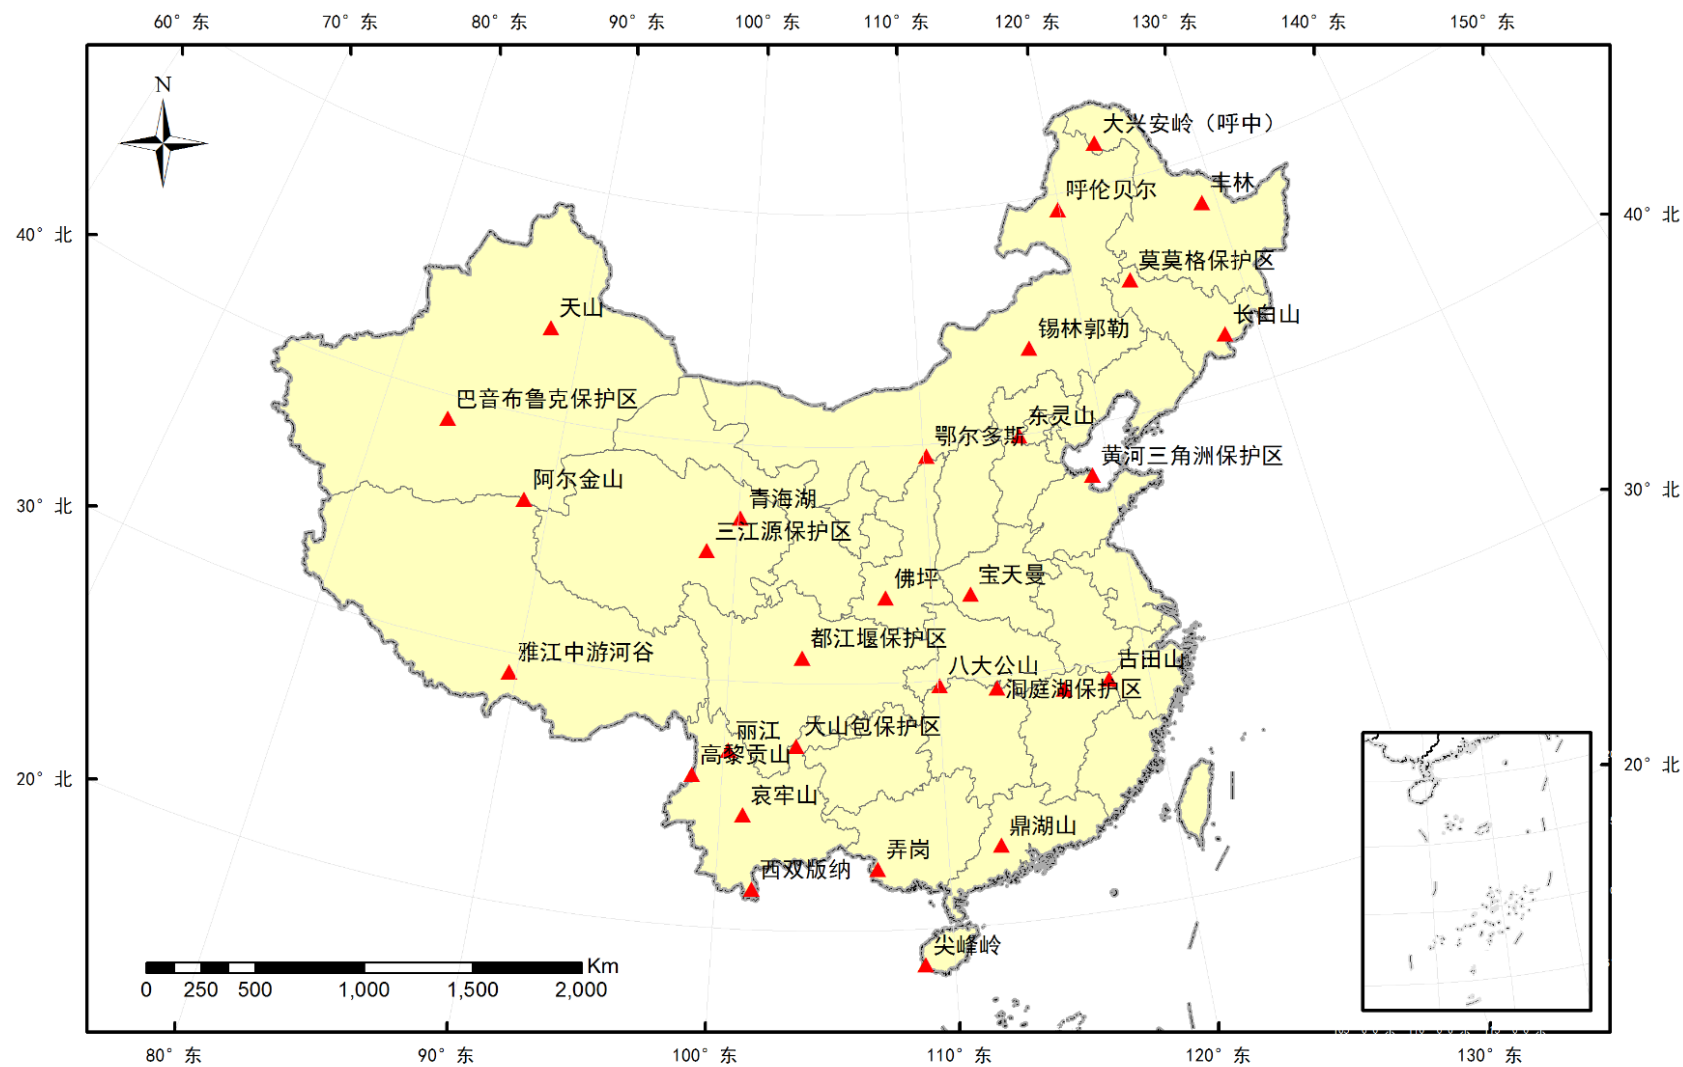 60° 东
70° 东
80° 东
90° 东
100° 东
110° 东
120° 东
130° 东
140° 东
150° 东
N
大兴安岭（呼中）
丰林
呼伦贝尔
40° 北
40° 北
莫莫格保护区
天山
长白山
锡林郭勒
巴音布鲁克保护区
东灵山
鄂尔多斯
黄河三角洲保护区
阿尔金山
30° 北
青海湖
30° 北
三江源保护区
佛坪
宝天曼
都江堰保护区
雅江中游河谷
八大公山
古田山
洞庭湖保护区
丽江
大山包保护区
高黎贡山
20° 北
20° 北
哀牢山
鼎湖山
弄岗
西双版纳
尖峰岭
Km
0 250 500 1,000 1,500 2,000
80° 东
90° 东
100° 东
110° 东
120° 东
130° 东